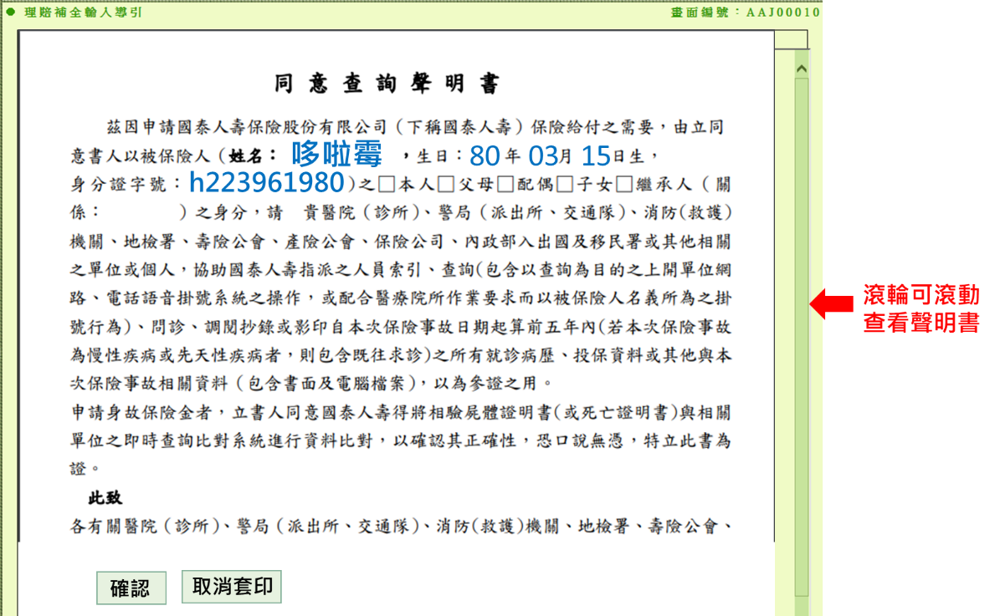 ● 理賠補全輸入導引
畫面編號：AAJ00010
同意查詢聲明書
茲因申請國泰人壽保險股份有限公司（下稱國泰人壽）保險給付之需要，由立同
意書人以被保險人（姓名： 哆啦霉 ，生日：80 年 03月 15日生，
身分證字號：h223961980)之□本人□父母□配偶□子女□繼承人（關
係： ）之身分，請 貴醫院（診所）、警局（派出所、交通隊）、消防(救護)
機關、地檢署、壽險公會、產險公會、保險公司、內政部入出國及移民署或其他相關
之單位或個人，協助國泰人壽指派之人員索引、查詢(包含以查詢為目的之上開單位網
路、電話語音掛號系統之操作，或配合醫療院所作業要求而以被保險人名義所為之掛
號行為)、問診、調閱抄錄或影印自本次保險事故日期起算前五年內(若本次保險事故
為慢性疾病或先天性疾病者，則包含既往求診)之所有就診病歷、投保資料或其他與本
次保險事故相關資料（包含書面及電腦檔案），以為參證之用。
申請身故保險金者，立書人同意國泰人壽得將相驗屍體證明書(或死亡證明書)與相關
單位之即時查詢比對系統進行資料比對，以確認其正確性，恐口說無憑，特立此書為
證。
此致
各有關醫院（診所）、警局（派出所、交通隊）、消防(救護)機關、地檢署、壽險公會、
確認 取消套印
滾輪可滾動
查看聲明書